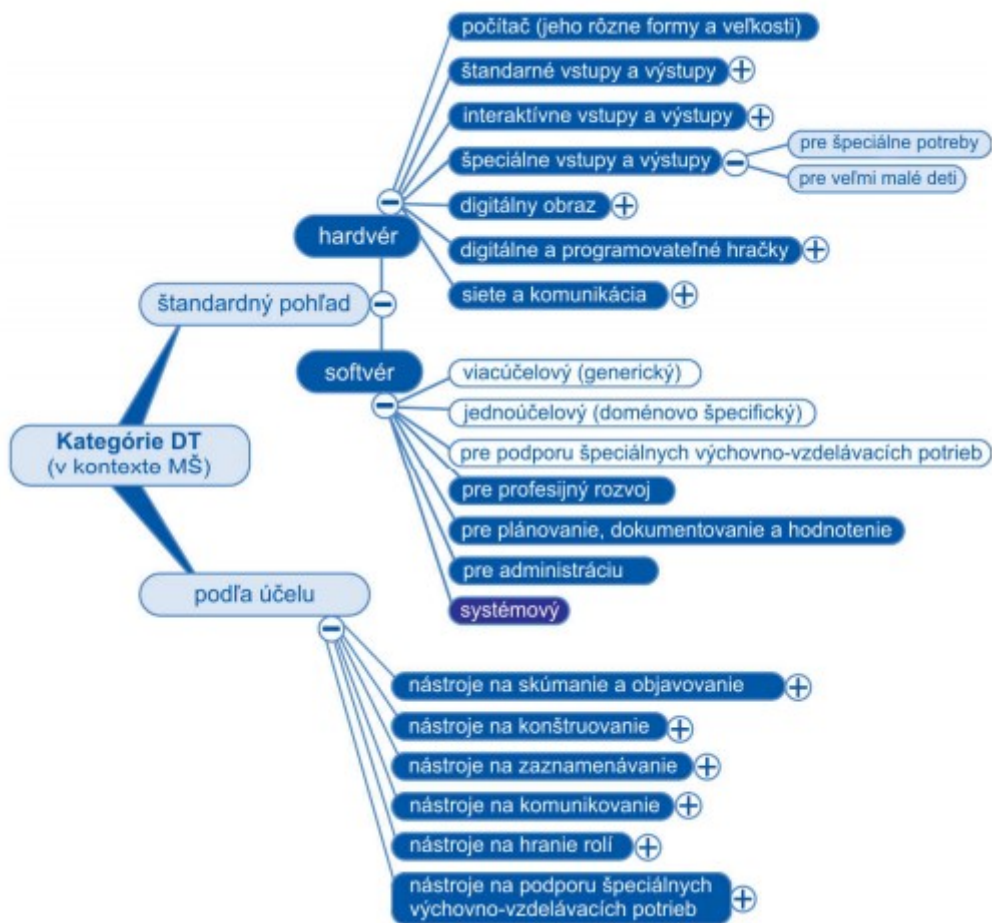 počítač (jeho rôzne formy a veľkosti)
štandarné vstupy a výstupy
interaktívne vstupy a výstupy
špeciálne vstupy a výstupy
pre špeciálne potreby
pre veľmi malé deti
digitálny obraz
hardvér
digitálne a programovateľné hračky
siete a komunikácia
štandardný pohľad
softvér
viacúčelový (generický)
jednoúčelový (doménovo špecifický)
pre podporu špeciálnych výchovno-vzdelávacích potrieb
pre profesijný rozvoj
pre plánovanie, dokumentovanie a hodnotenie
pre administráciu
systémový
Kategórie DT
(v kontexte MŠ)
podľa účelu
nástroje na skúmanie a objavovanie
nástroje na konštruovanie
nástroje na zaznamenávanie
nástroje na komunikovanie
nástroje na hranie rolí
nástroje na podporu špeciálnych
výchovno-vzdelávacích potrieb